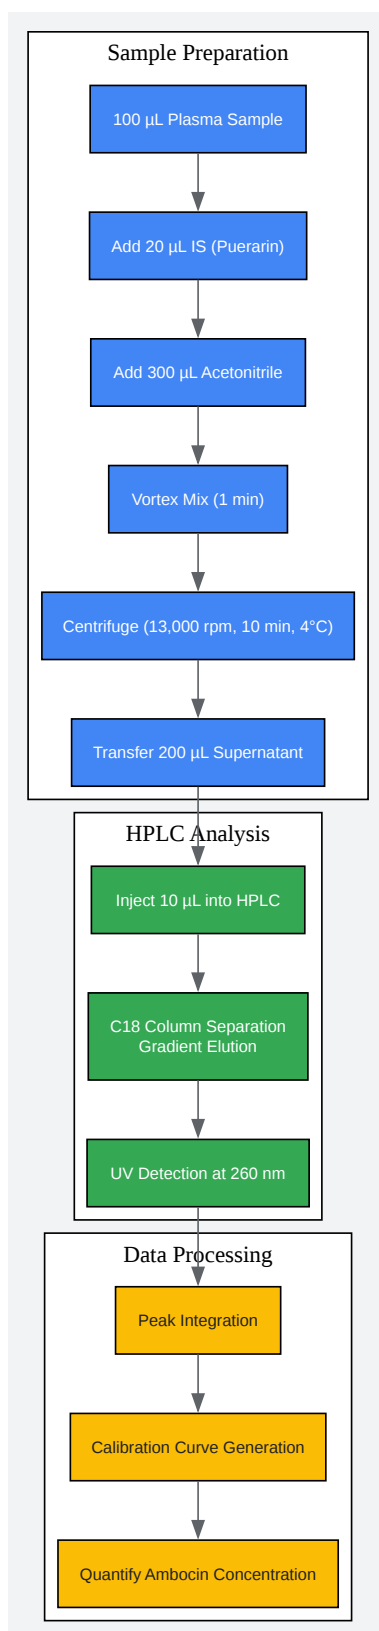 Sample Preparation
100 µL Plasma Sample
Add 20 µL IS (Puerarin)
Add 300 µL Acetonitrile
Vortex Mix (1 min)
Centrifuge (13,000 rpm, 10 min, 4°C)
Transfer 200 µL Supernatant
HPLC Analysis
Inject 10 µL into HPLC
C18 Column Separation
Gradient Elution
UV Detection at 260 nm
Data Processing
Peak Integration
Calibration Curve Generation
Quantify Ambocin Concentration